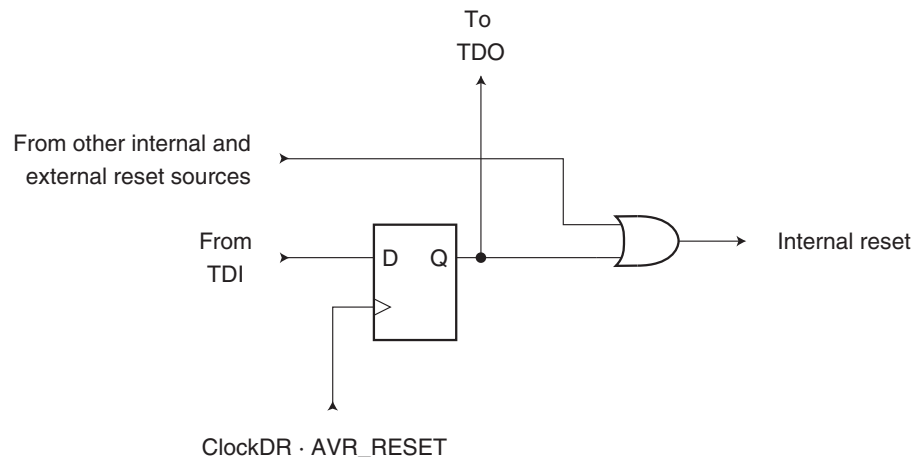 To
TDO
From other internal and
external reset sources
From
TDI
D
Q
Internal reset
ClockDR · AVR_RESET